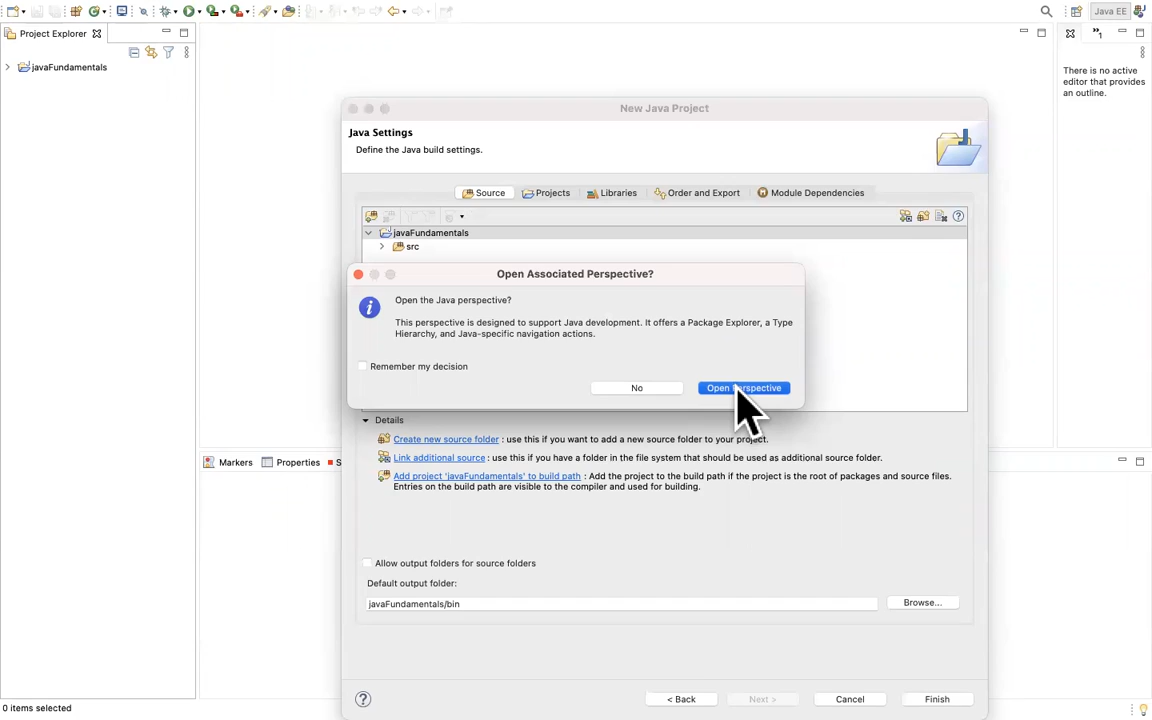 Java EE
Project Explorer
javaFundamentals
1
There is no active
editor that provides
an outline.
New Java Project
Java Settings
Define the Java build settings.
Source
Projects
Libraries
Order and Export
Module Dependencies
javaFundamentals
src
Open Associated Perspective?
Open the Java perspective?
This perspective is designed to support Java development. It offers a Package Explorer, a Type
Hierarchy, and Java-specific navigation actions.
Remember my decision
No
Open Perspective
Details
Create new source folder : use this if you want to add a new source folder to your project.
Link additional source : use this if you have a folder in the file system that should be used as additional source folder.
Add project 'javaFundamentals' to build path : Add the project to the build path if the project is the root of packages and source files.
Entries on the build path are visible to the compiler and used for building.
Markers
Properties
S
Allow output folders for source folders
Default output folder:
javaFundamentals/bin
Browse...
< Back
Next >
Cancel
Finish
0 items selected